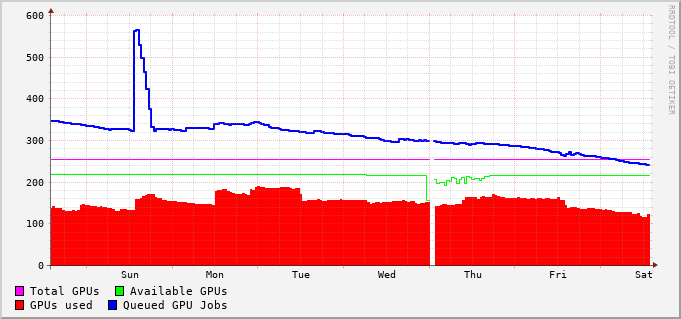 RRDTOOL / TOBI OETIKER
600
500
400
300
200
100
0
Sun Mon Tue Wed Thu Fri Sat
Total GPUs Available GPUs
GPUs used Queued GPU Jobs